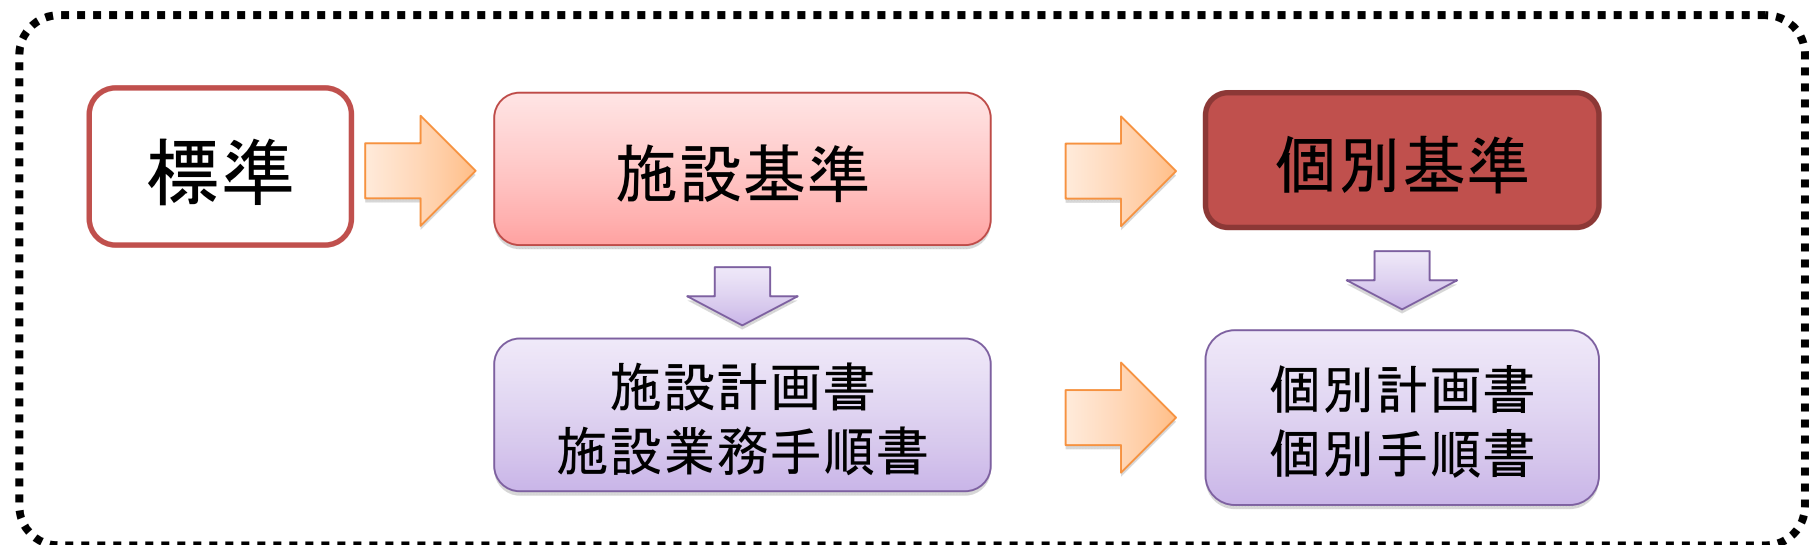 標準
施設基準
個別基準
施設計画書
施設業務手順書
個別計画書
個別手順書